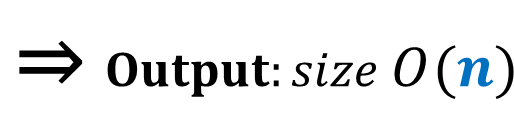 ⇒ Output: size O(n)